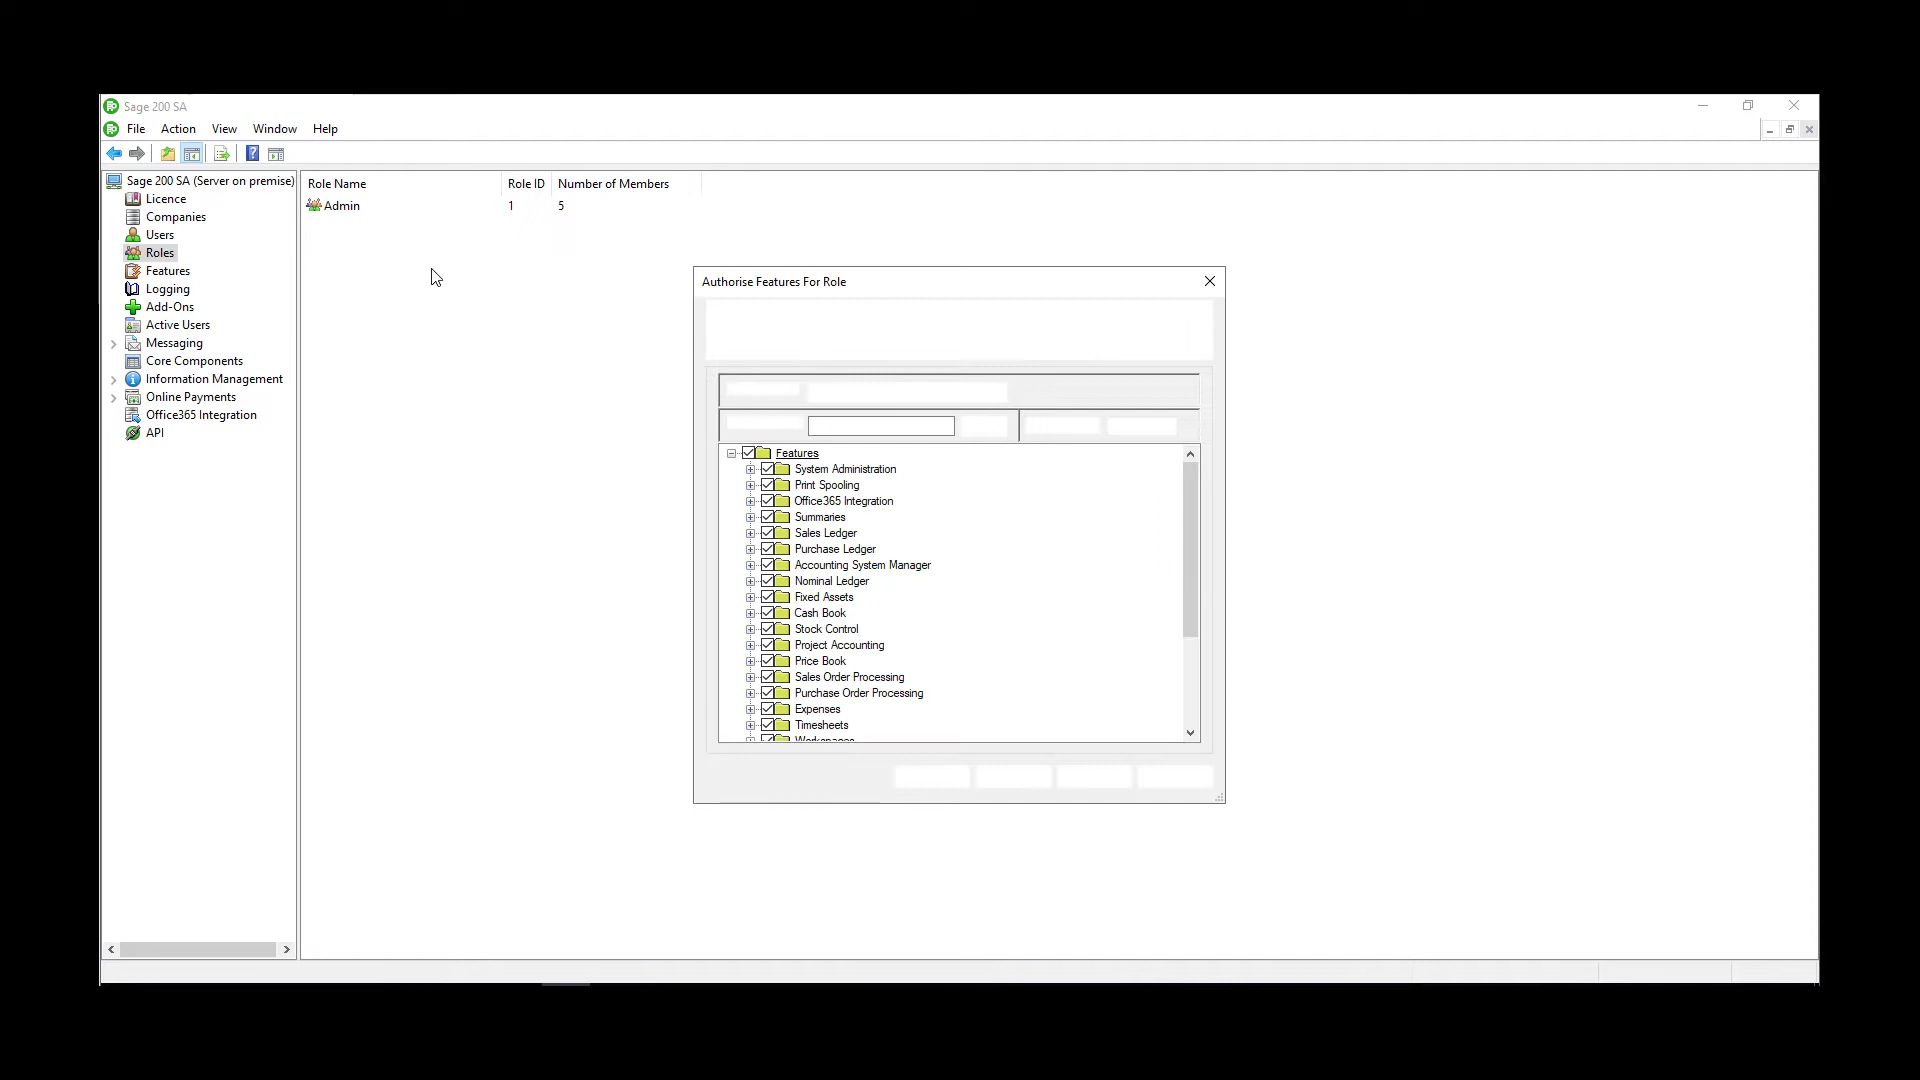 Sage 200 SA
File Action View Window Help
Sage 200 SA (Server on premise)
Licence
Companies
Users
Roles
Features
Logging
Add-Ons
Active Users
Messaging
Core Components
Information Management
Online Payments
Office365 Integration
API
Role Name Role ID Number of Members
Admin 1 5
Authorise Features For Role
Features
System Administration
Print Spooling
Office365 Integration
Summaries
Sales Ledger
Purchase Ledger
Accounting System Manager
Nominal Ledger
Fixed Assets
Cash Book
Stock Control
Project Accounting
Price Book
Sales Order Processing
Purchase Order Processing
Expenses
Timesheets
Workspaces